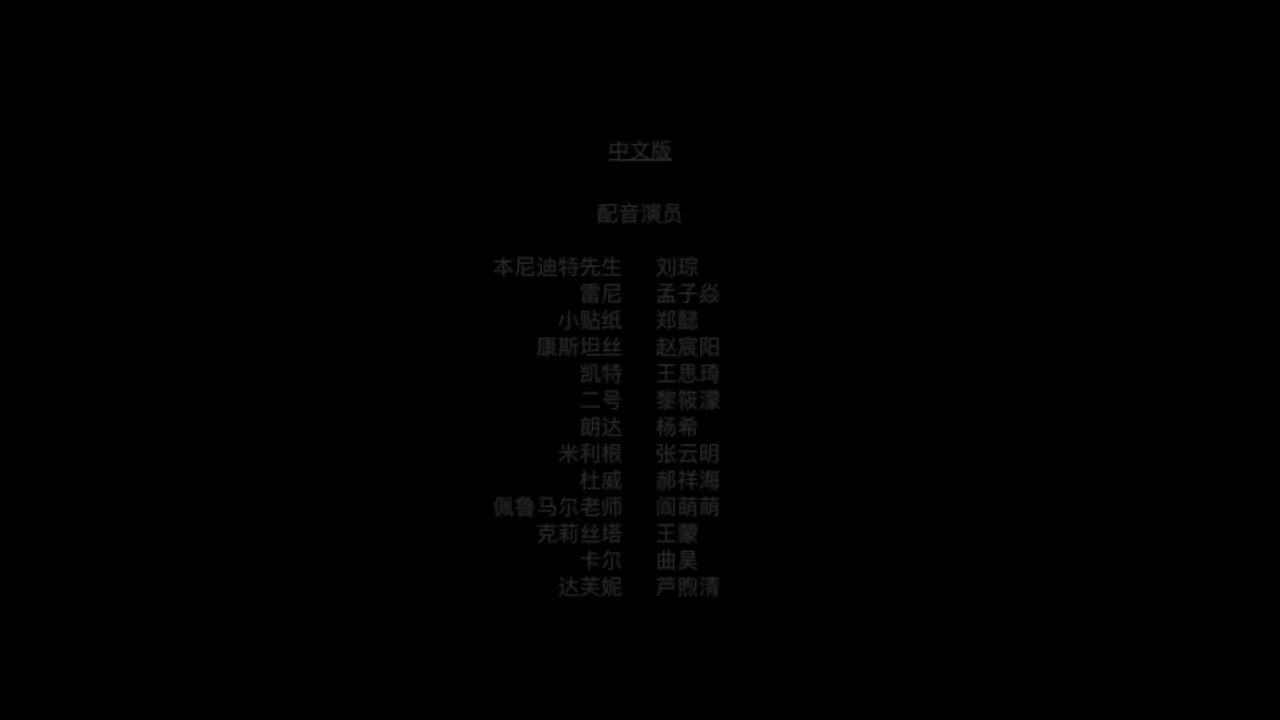 中文版
配音演员
本尼迪特先生 刘琮
雷尼 孟子焱
小贴纸 郑懿
康斯坦丝 赵宸阳
凯特 王思琦
二号 黎筱濛
朗达 杨希
米利根 张云明
杜威 郝祥海
佩鲁马尔老师 阎萌萌
克莉丝塔 王蒙
卡尔 曲昊
达芙妮 芦煦清